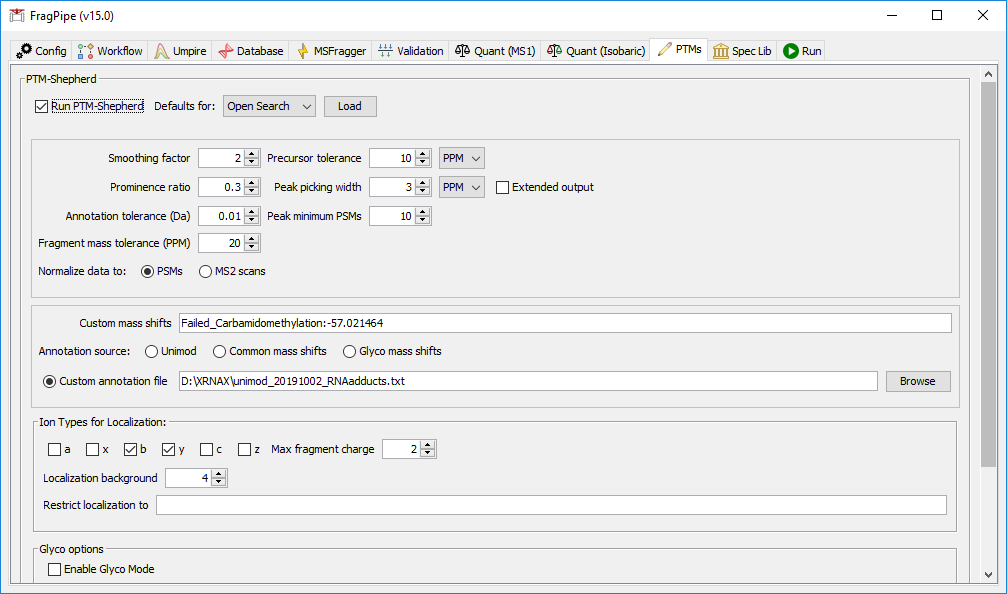 FragPipe (v15.0)
Config Workflow Umpire Database MSFragger Validation Quant (MS1) Quant (Isobaric) PTMs Spec Lib Run
PTM-Shepherd
Run PTM-Shepherd Defaults for: Open Search Load
Smoothing factor 2 Precursor tolerance 10 PPM
Prominence ratio 0.3 Peak picking width 3 PPM Extended output
Annotation tolerance (Da) 0.01 Peak minimum PSMs 10
Fragment mass tolerance (PPM) 20
Normalize data to: PSMs MS2 scans
Custom mass shifts Failed_Carbamidomethylation:-57.021464
Annotation source: Unimod Common mass shifts Glyco mass shifts
Custom annotation file D:\XRNAX\unimod_20191002_RNAadducts.txt Browse
Ion Types for Localization:
a x b y c z Max fragment charge 2
Localization background 4
Restrict localization to
Glyco options
Enable Glyco Mode